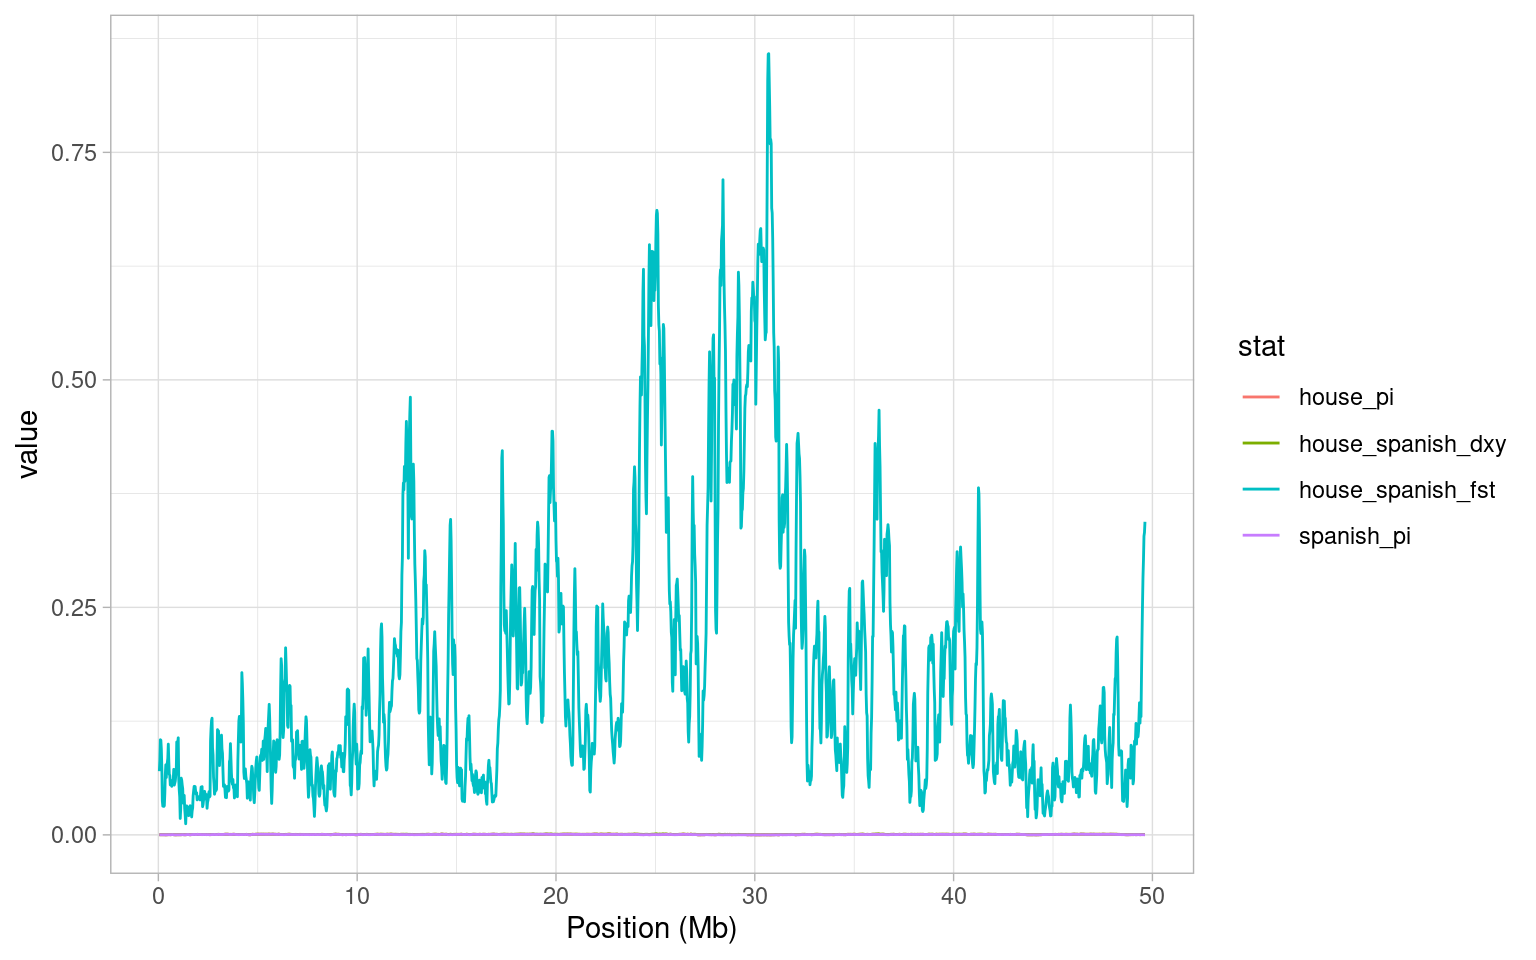 0.75
0.50
0.25
0.00
value
0 10 20 30 40 50
Position (Mb)
stat
house_pi
house_spanish_dxy
house_spanish_fst
spanish_pi